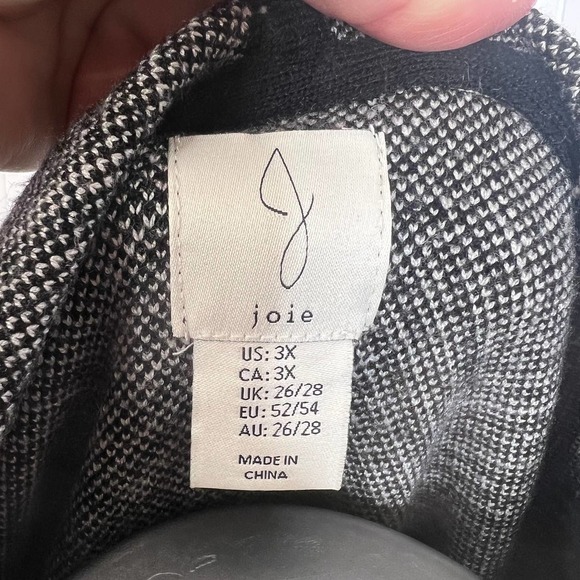 joie
US: 3X
CA: 3X
UK: 26/28
EU: 52/54
AU: 26/28
MADE IN
CHINA